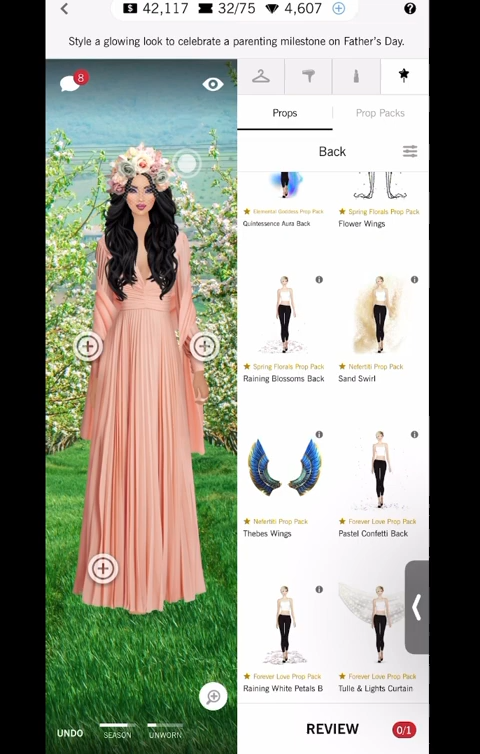 42,117 32/75 4,607
Style a glowing look to celebrate a parenting milestone on Father's Day.
8
Props Prop Packs
Back
Elemental Goddess Prop Pack
Quintessence Aura Back
Spring Florals Prop Pack
Flower Wings
Spring Florals Prop Pack
Raining Blossoms Back
Nefertiti Prop Pack
Sand Swirl
Nefertiti Prop Pack
Thebes Wings
Forever Love Prop Pack
Pastel Confetti Back
Forever Love Prop Pack
Raining White Petals B
Forever Love Prop Pack
Tulle & Lights Curtain
UNDO SEASON UNWORN
REVIEW 0/1